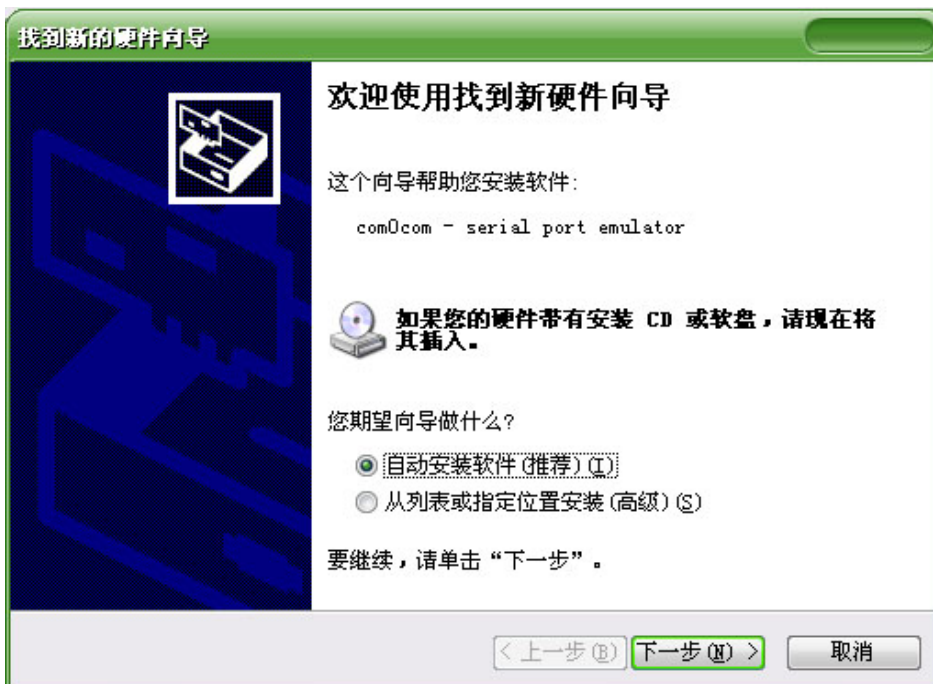 找到新的硬件向导
欢迎使用找到新硬件向导
这个向导帮助您安装软件:
com0com - serial port emulator
如果您的硬件带有安装 CD 或软盘，请现在将
其插入。
您期望向导做什么?
自动安装软件(推荐)(I)
从列表或指定位置安装(高级)(S)
要继续，请单击“下一步”。
< 上一步(B)
下一步(N) >
取消